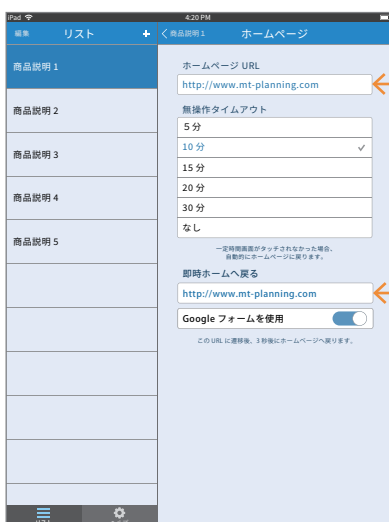 iPad 4:20 PM
編集 リスト + く商品説明 1 ホームページ
商品説明 1
商品説明 2
商品説明 3
商品説明 4
商品説明 5
ホームページ URL
http://www.mt-planning.com
無操作タイムアウト
５分
10 分
15 分
20 分
30 分
なし
一定時間画面がタッチされなかった場合、
自動的にホームページに戻ります。
即時ホームへ戻る
http://www.mt-planning.com
Google フォームを使用
この URL に遷移後、3 秒後にホームページへ戻ります。
リスト